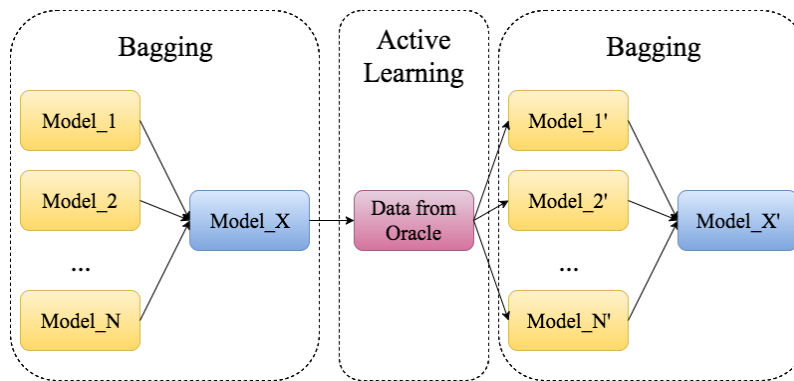 Bagging
Model_1
Model_2
...
Model_N
Model_X
Active
Learning
Data from
Oracle
Bagging
Model_1'
Model_2'
...
Model_N'
Model_X'